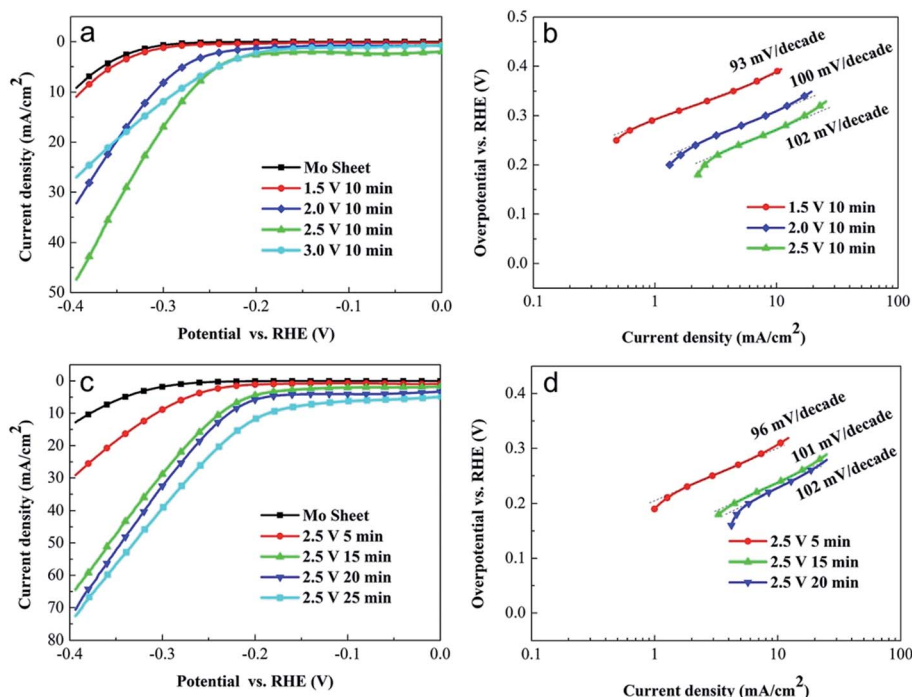 a
Current density (mA/cm²)
0
10
20
30
40
50
-0.4
-0.3
-0.2
-0.1
0.0
Potential vs. RHE (V)
Mo Sheet
1.5 V 10 min
2.0 V 10 min
2.5 V 10 min
3.0 V 10 min
b
Overpotential vs. RHE (V)
0.5
0.4
0.3
0.2
0.1
0.0
0.1
1
10
100
Current density (mA/cm²)
93 mV/decade
100 mV/decade
102 mV/decade
1.5 V 10 min
2.0 V 10 min
2.5 V 10 min
c
Current density (mA/cm²)
0
10
20
30
40
50
60
70
80
-0.4
-0.3
-0.2
-0.1
0.0
Potential vs. RHE (V)
Mo Sheet
2.5 V 5 min
2.5 V 15 min
2.5 V 20 min
2.5 V 25 min
d
Overpotential vs. RHE (V)
0.4
0.3
0.2
0.1
0.0
0.1
1
10
100
Current density (mA/cm²)
96 mV/decade
101 mV/decade
102 mV/decade
2.5 V 5 min
2.5 V 15 min
2.5 V 20 min